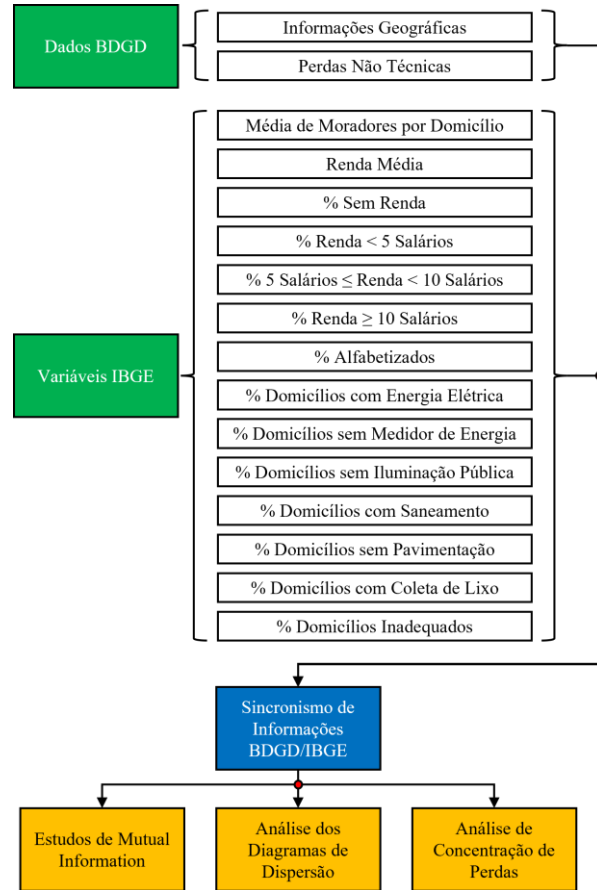 Dados BDGD
Informações Geográficas
Perdas Não Técnicas
Variáveis IBGE
Média de Moradores por Domicílio
Renda Média
% Sem Renda
% Renda < 5 Salários
% 5 Salários ≤ Renda < 10 Salários
% Renda ≥ 10 Salários
% Alfabetizados
% Domicílios com Energia Elétrica
% Domicílios sem Medidor de Energia
% Domicílios sem Iluminação Pública
% Domicílios com Saneamento
% Domicílios sem Pavimentação
% Domicílios com Coleta de Lixo
% Domicílios Inadequados
Sincronismo de
Informações
BDGD/IBGE
Estudos de Mutual
Information
Análise dos
Diagramas de
Dispersão
Análise de
Concentração de
Perdas